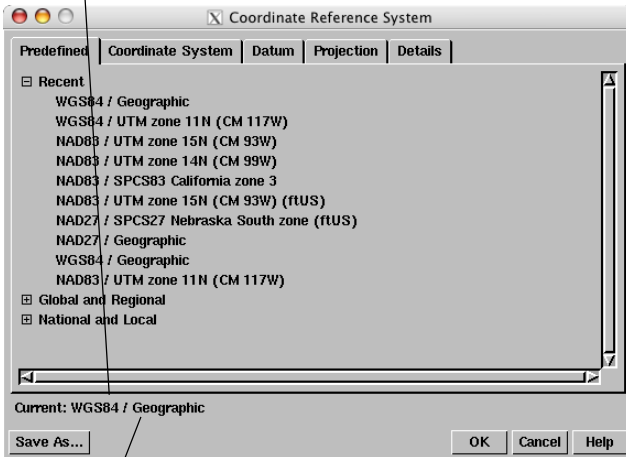 Coordinate Reference System
Predefined Coordinate System Datum Projection Details
Recent
WGS84 / Geographic
WGS84 / UTM zone 11N (CM 117W)
NAD83 / UTM zone 15N (CM 93W)
NAD83 / UTM zone 14N (CM 99W)
NAD83 / SPCS83 California zone 3
NAD83 / UTM zone 15N (CM 93W) (ftUS)
NAD27 / SPCS27 Nebraska South zone (ftUS)
NAD27 / Geographic
WGS84 / Geographic
NAD83 / UTM zone 11N (CM 117W)
Global and Regional
National and Local
Current: WGS84 / Geographic
Save As... OK Cancel Help